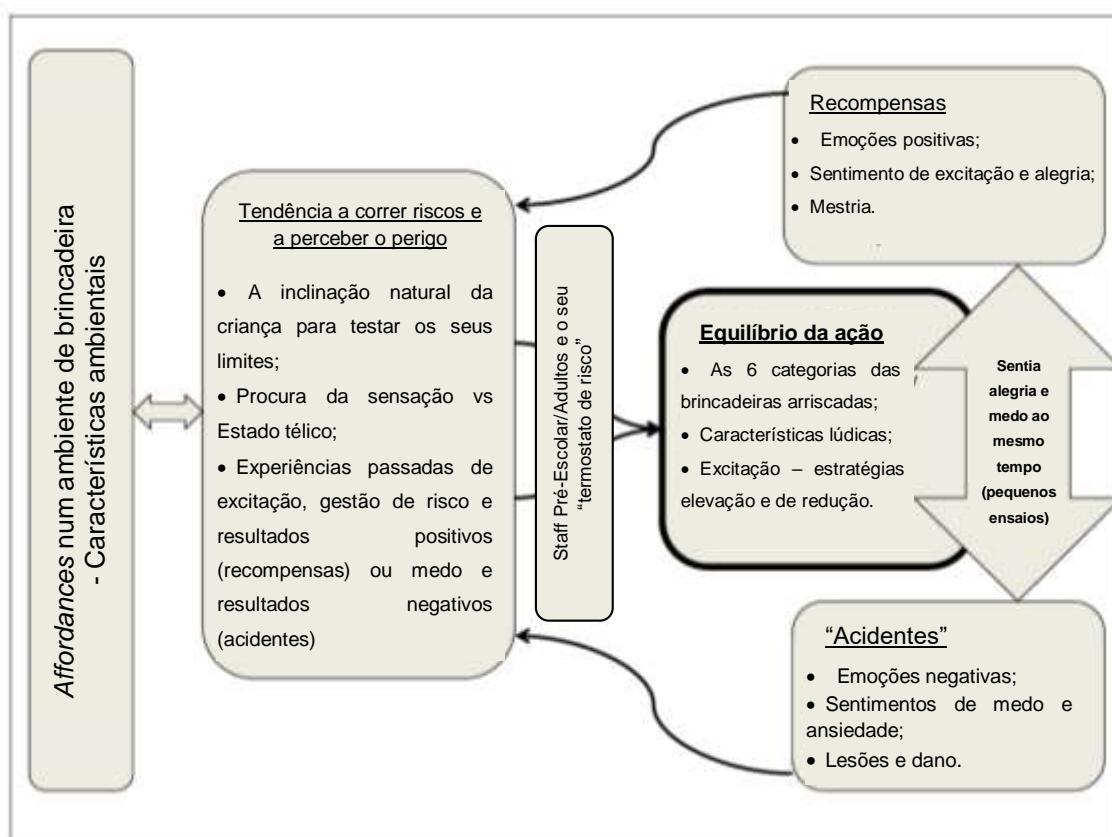 Affordances num ambiente de brincadeira
- Características ambientais
Tendência a correr riscos e
a perceber o perigo
• A inclinação natural da
criança para testar os seus
limites;
• Procura da sensação vs
Estado télico;
• Experiências passadas de
excitação, gestão de risco e
resultados positivos
(recompensas) ou medo e
resultados negativos
(acidentes)
Staff Pré-Escolar/Adultos e o seu
“termostato de risco”
Recompensas
• Emoções positivas;
• Sentimento de excitação e alegria;
• Mestria.
Equilíbrio da ação
• As 6 categorias das
brincadeiras arriscadas;
• Características lúdicas;
• Excitação – estratégias
elevação e de redução.
Sentia
alegria e
medo ao
mesmo
tempo
(pequenos
ensaios)
“Acidentes”
• Emoções negativas;
• Sentimentos de medo e
ansiedade;
• Lesões e dano.